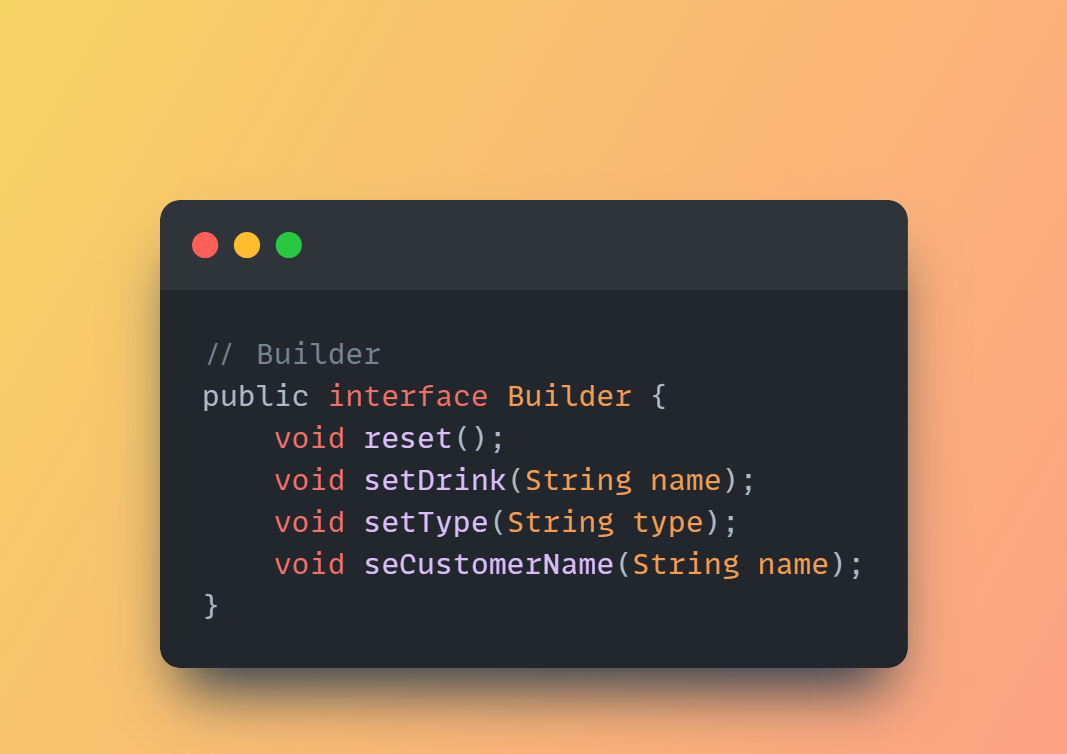 // Builder
public interface Builder {
    void reset();
    void setDrink(String name);
    void setType(String type);
    void seCustomerName(String name);
}